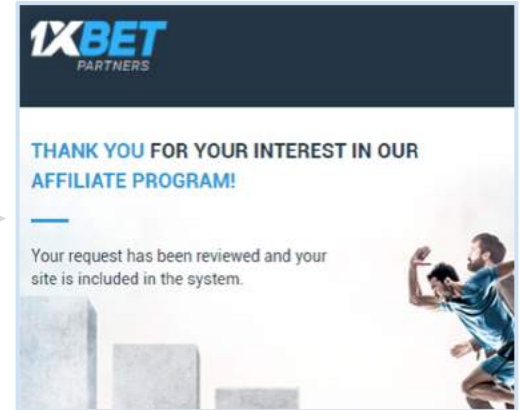 1XBET
PARTNERS
THANK YOU FOR YOUR INTEREST IN OUR
AFFILIATE PROGRAM!
Your request has been reviewed and your
site is included in the system.